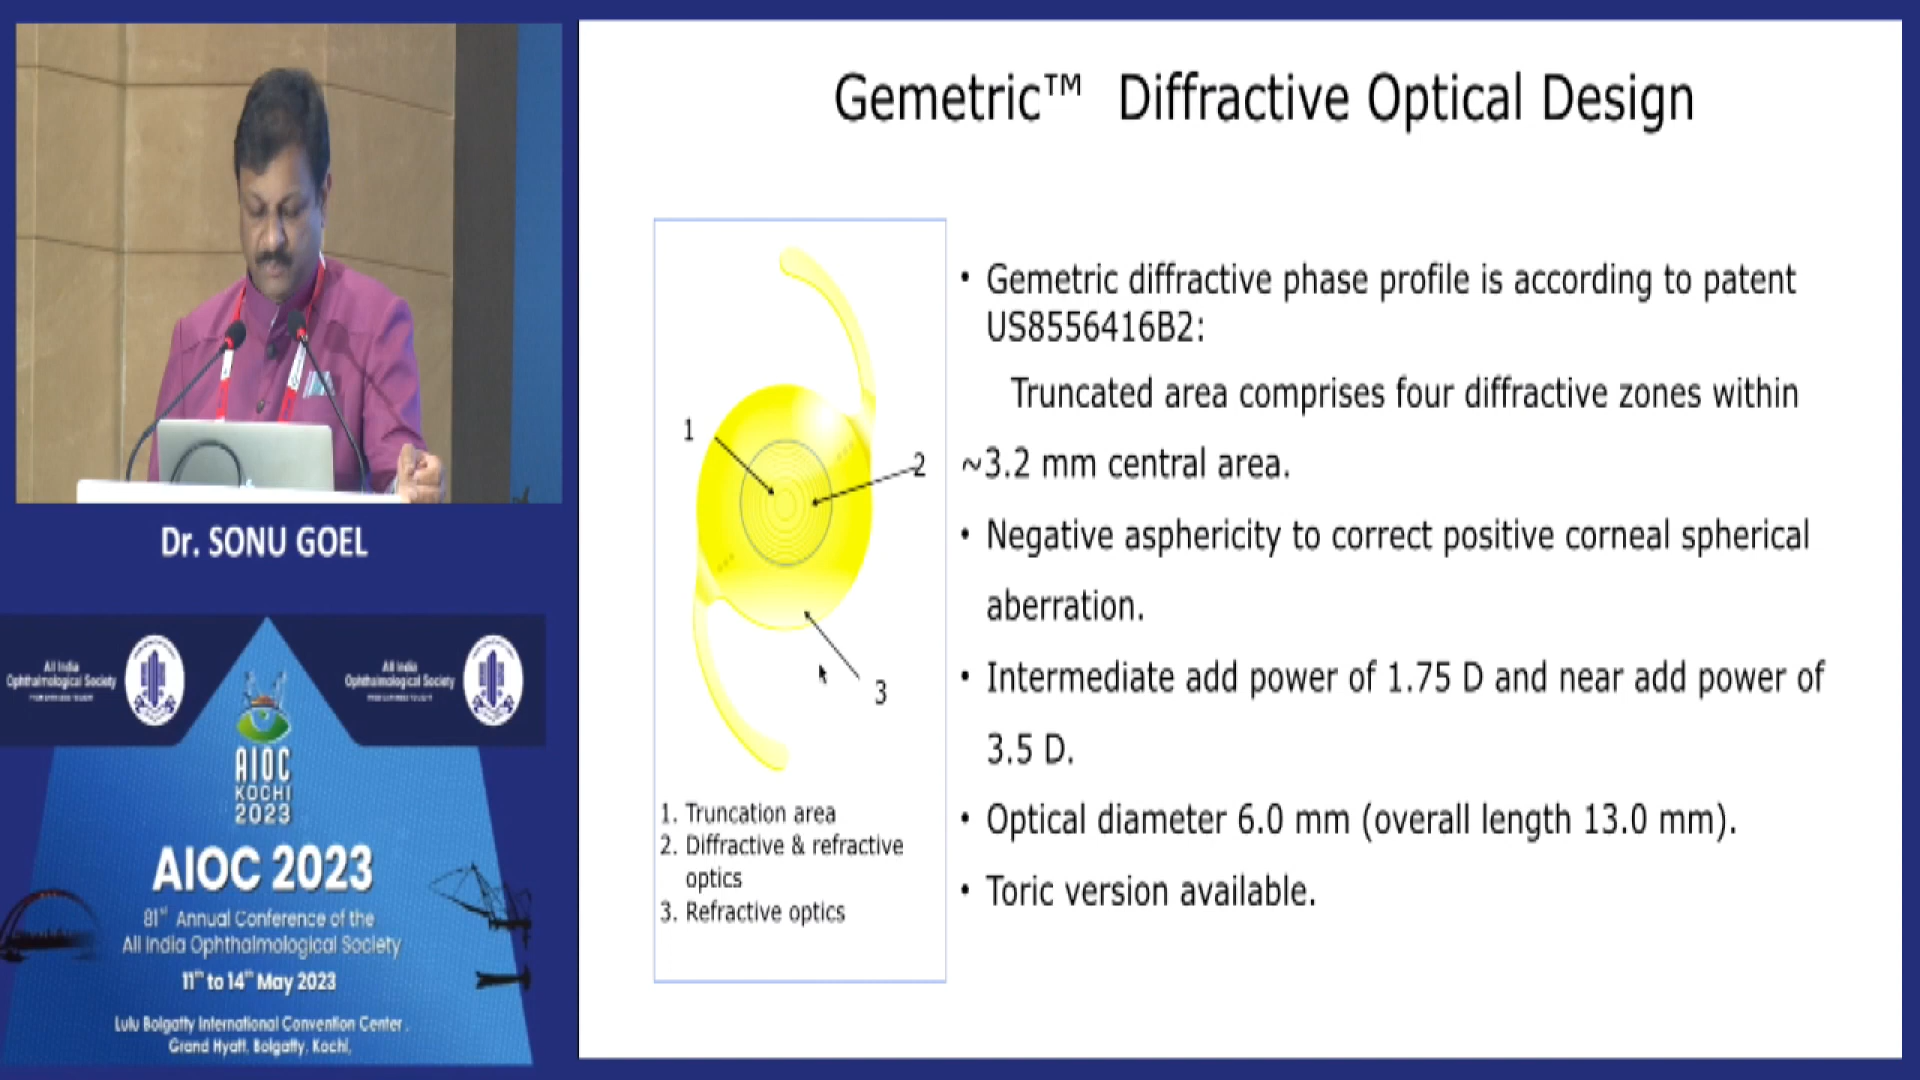 Gemetric™ Diffractive Optical Design
1
2
3
1. Truncation area
2. Diffractive & refractive
optics
3. Refractive optics
• Gemetric diffractive phase profile is according to patent
US8556416B2:
Truncated area comprises four diffractive zones within
~3.2 mm central area.
• Negative asphericity to correct positive corneal spherical
aberration.
• Intermediate add power of 1.75 D and near add power of
3.5 D.
• Optical diameter 6.0 mm (overall length 13.0 mm).
• Toric version available.
Dr. SONU GOEL
All India
Ophthalmological Society
All India
Ophthalmological Society
AIOC
KOCHI
2023
AIOC 2023
81st Annual Conference of the
All India Ophthalmological Society
11th to 14th May 2023
Lulu Bolgatty International Convention Center,
Grand Hyatt, Bolgatty, Kochi,